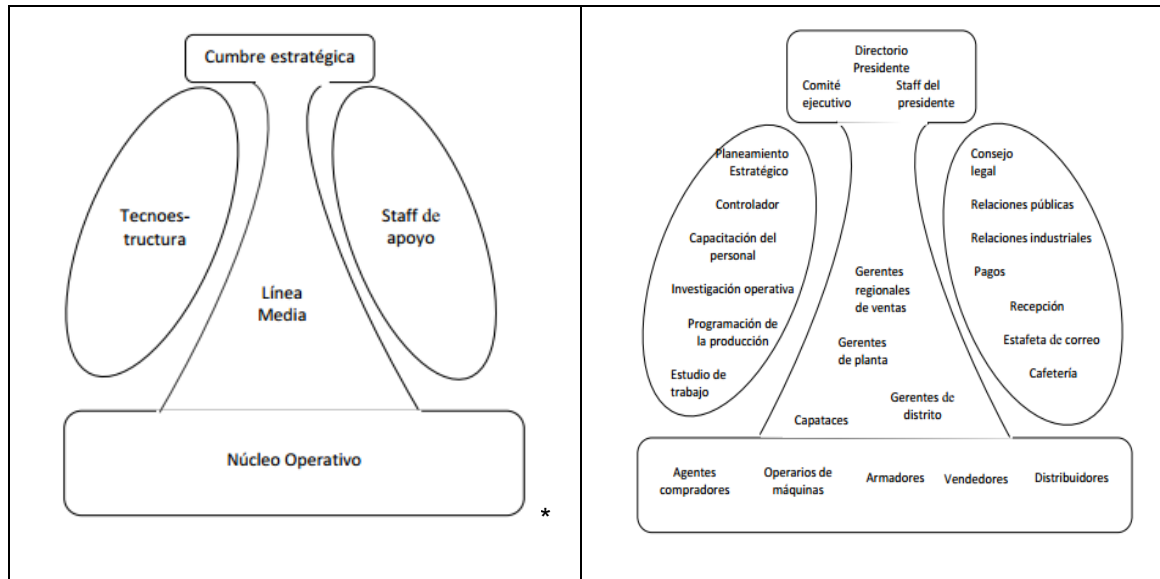 Cumbre estratégica
Tecnoes-
tructura
Staff de
apoyo
Línea
Media
Núcleo Operativo
*
Directorio
Presidente
Comité
ejecutivo
Staff del
presidente
Planeamiento
Estratégico
Controlador
Capacitación del
personal
Investigación operativa
Programación de
la producción
Estudio de
trabajo
Gerentes
regionales
de ventas
Gerentes
de planta
Gerentes de
distrito
Capataces
Consejo
legal
Relaciones públicas
Relaciones industriales
Pagos
Recepción
Estafeta de correo
Cafetería
Agentes
compradores
Operarios de
máquinas
Armadores
Vendedores
Distribuidores